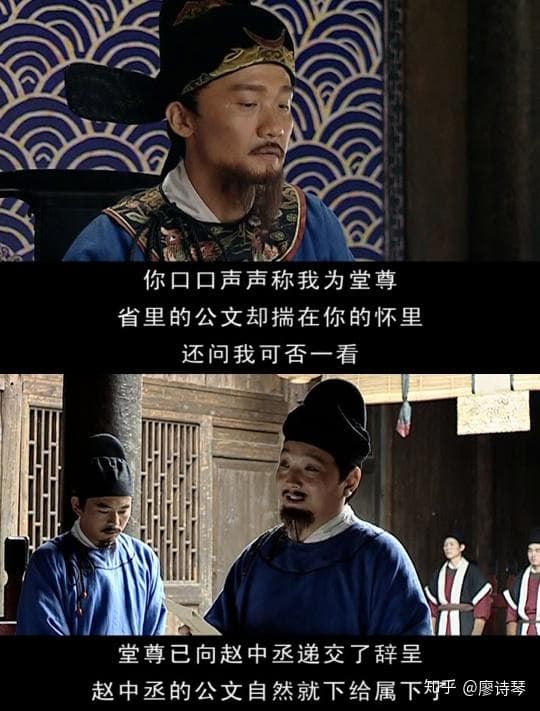 你口口声声称我为堂尊
省里的公文却揣在你的怀里
还问我可否一看
堂尊已向赵中丞递交了辞呈
赵中丞的公文自然就下给属下了
知乎 @廖诗琴